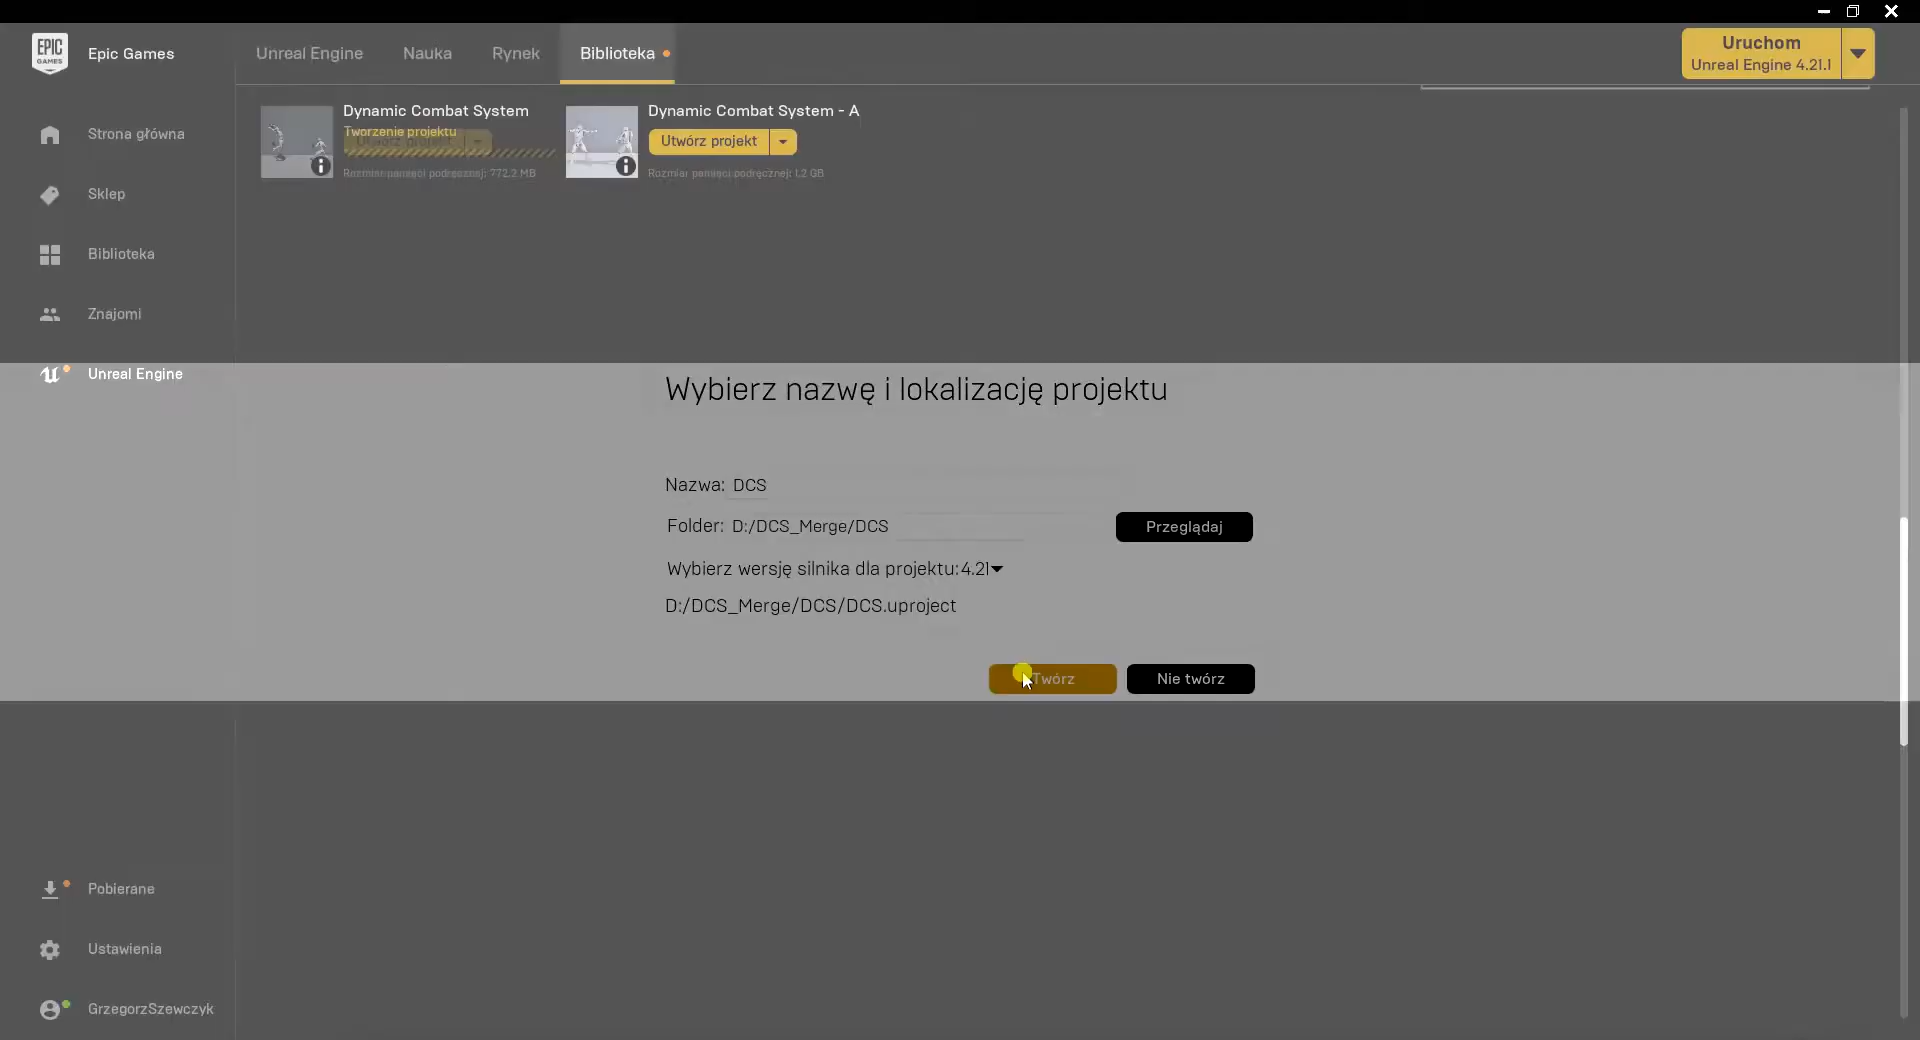 EPIC GAMES
Epic Games
Unreal Engine
Nauka
Rynek
Biblioteka
Uruchom
Unreal Engine 4.21.1
Strona główna
Sklep
Biblioteka
Znajomi
Unreal Engine
Dynamic Combat System
Tworzenie projektu
Utwórz projekt
Rozmiar pamięci podręcznej: 772.2 MB
Dynamic Combat System - A
Utwórz projekt
Rozmiar pamięci podręcznej: 1.2 GB
Wybierz nazwę i lokalizację projektu
Nazwa: DCS
Folder: D:/DCS_Merge/DCS
Przeglądaj
Wybierz wersję silnika dla projektu:4.21
D:/DCS_Merge/DCS/DCS.uproject
Twórz
Nie twórz
Pobierane
Ustawienia
GrzegorzSzewczyk